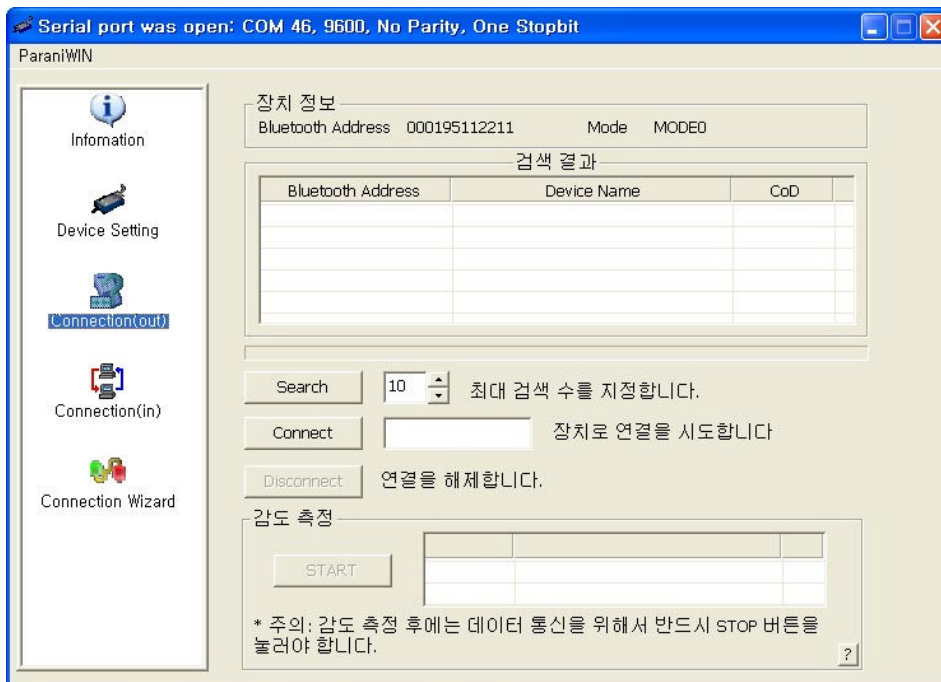 Serial port was open: COM 46, 9600, No Parity, One Stopbit
ParaniWIN
Infomation
Device Setting
Connection(out)
Connection(in)
Connection Wizard
장치 정보
Bluetooth Address 000195112211 Mode MODE0
검색 결과
Bluetooth Address Device Name CoD
Search 10 최대 검색 수를 지정합니다.
Connect 장치로 연결을 시도합니다
Disconnect 연결을 해제합니다.
감도 측정
START
* 주의: 감도 측정 후에는 데이터 통신을 위해서 반드시 STOP 버튼을
눌러야 합니다.
?